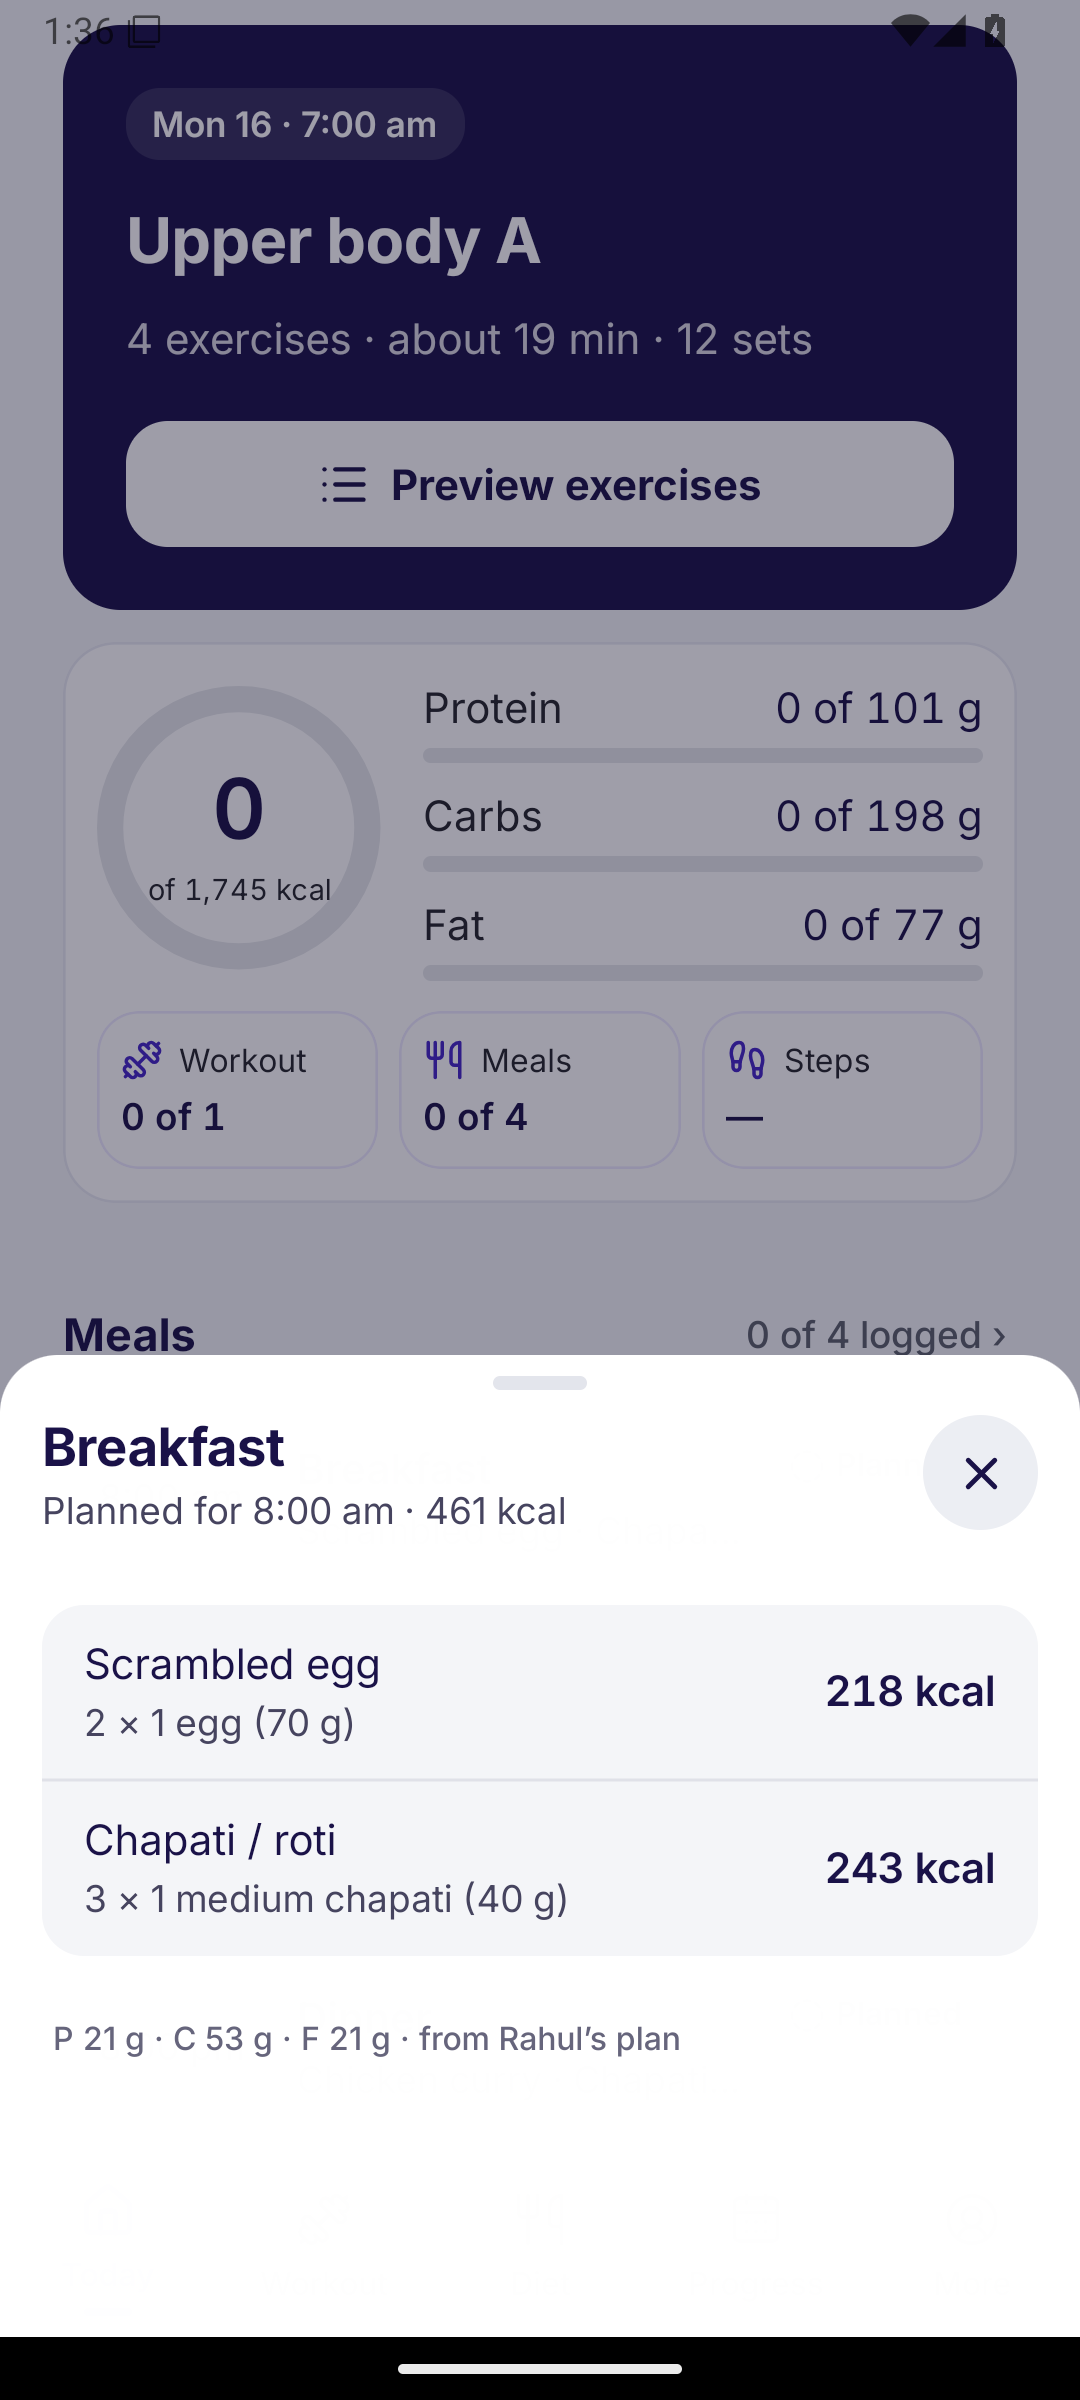 1:36
Mon 16 · 7:00 am
Upper body A
4 exercises · about 19 min · 12 sets
Preview exercises
0
of 1,745 kcal
Protein 0 of 101 g
Carbs 0 of 198 g
Fat 0 of 77 g
Workout
0 of 1
Meals
0 of 4
Steps
—
Meals 0 of 4 logged ›
Breakfast
Planned for 8:00 am · 461 kcal
Scrambled egg
2 × 1 egg (70 g)
218 kcal
Chapati / roti
3 × 1 medium chapati (40 g)
243 kcal
P 21 g · C 53 g · F 21 g · from Rahul’s plan